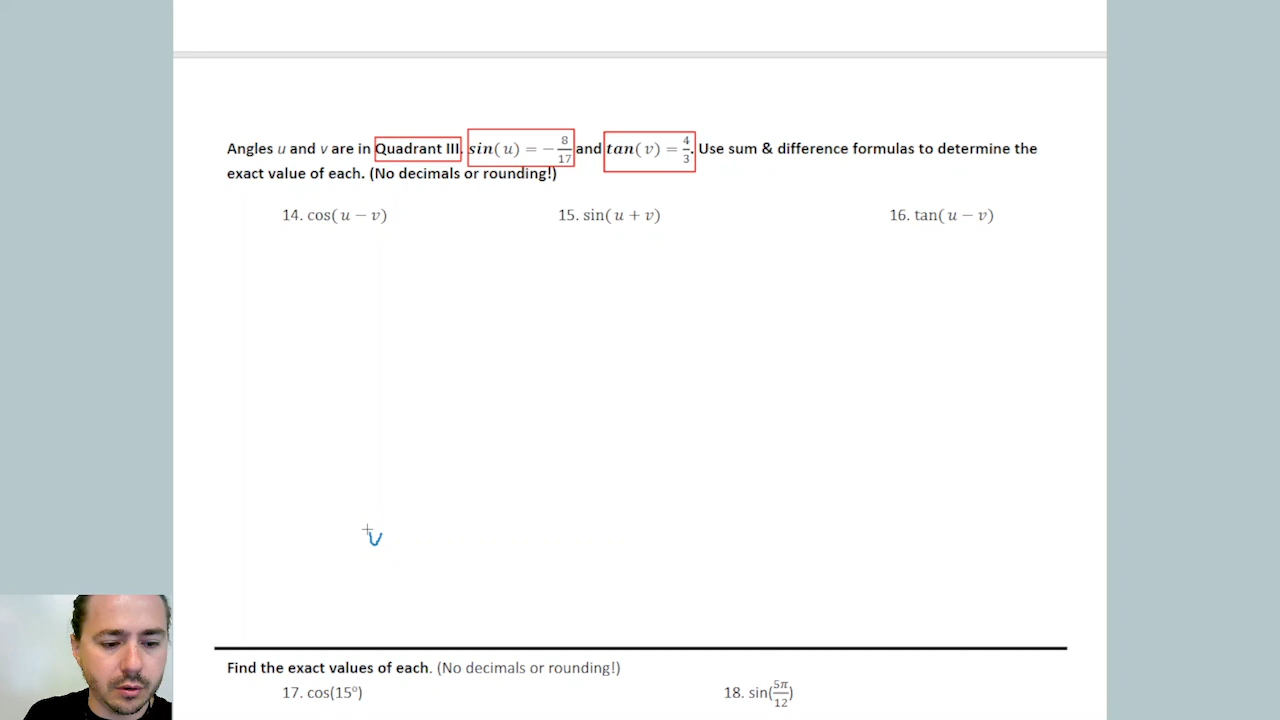 Angles u and v are in Quadrant III. sin( u ) = − 8/17 and tan( v ) = 4/3. Use sum & difference formulas to determine the
exact value of each. (No decimals or rounding!)
14. cos( u − v) 15. sin( u + v) 16. tan( u − v)
v
Find the exact values of each. (No decimals or rounding!)
17. cos(15°) 18. sin(5π/12)